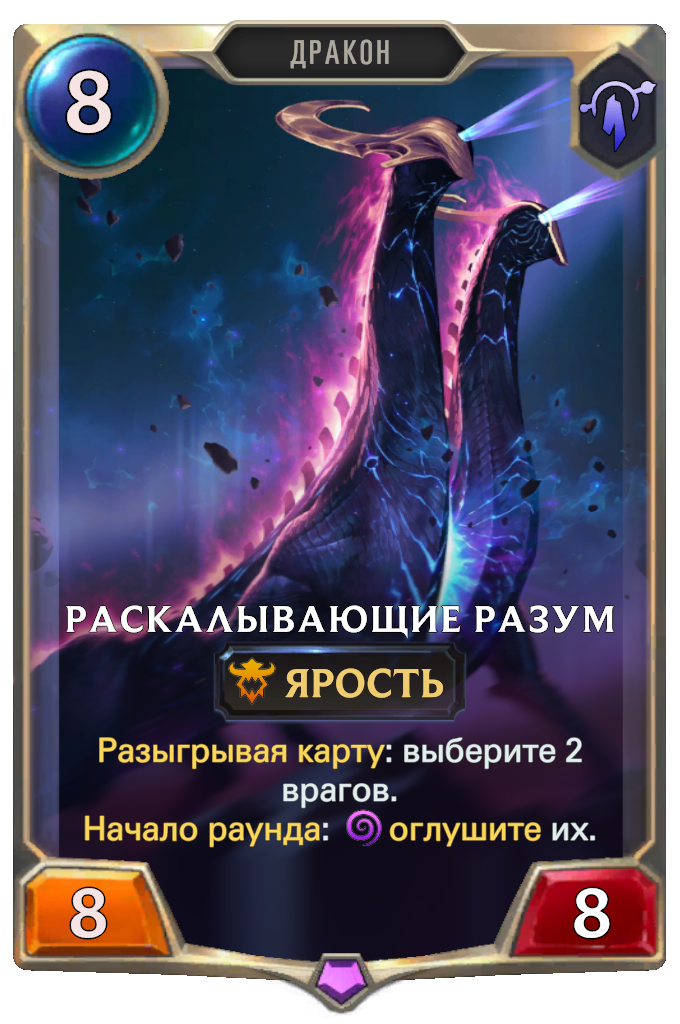 ДРАКОН
8
РАСКАЛЫВАЮЩИЕ РАЗУМ
ЯРОСТЬ
Разыгрывая карту: выберите 2
врагов.
Начало раунда: оглушите их.
8
8